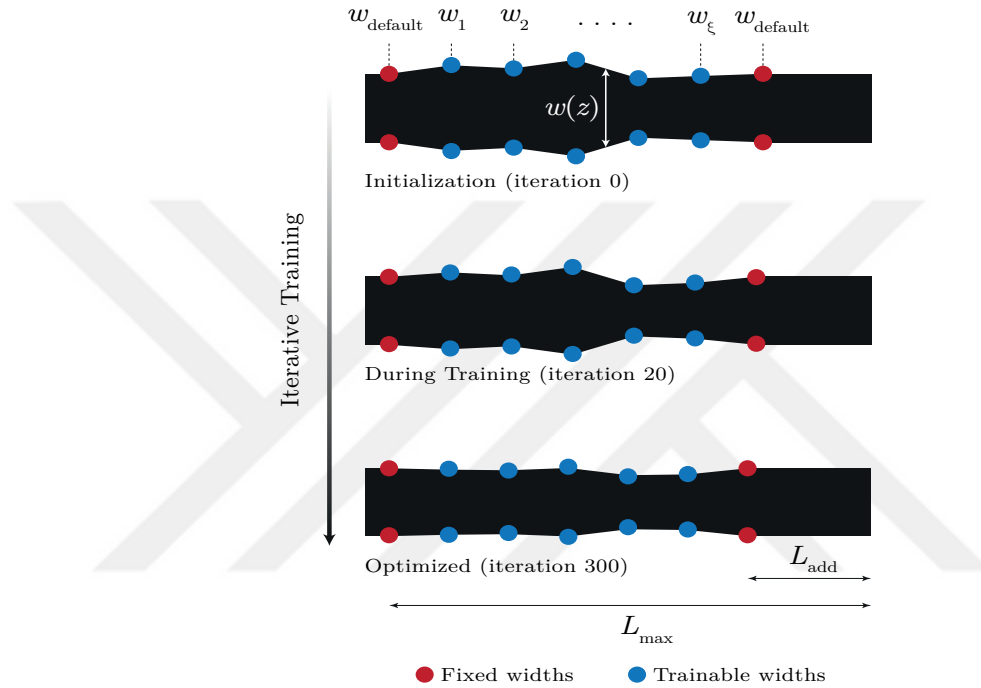 w_default w_1 w_2 . . . . w_ξ w_default
w(z)
Initialization (iteration 0)
Iterative Training
During Training (iteration 20)
Optimized (iteration 300)
L_add
L_max
Fixed widths Trainable widths